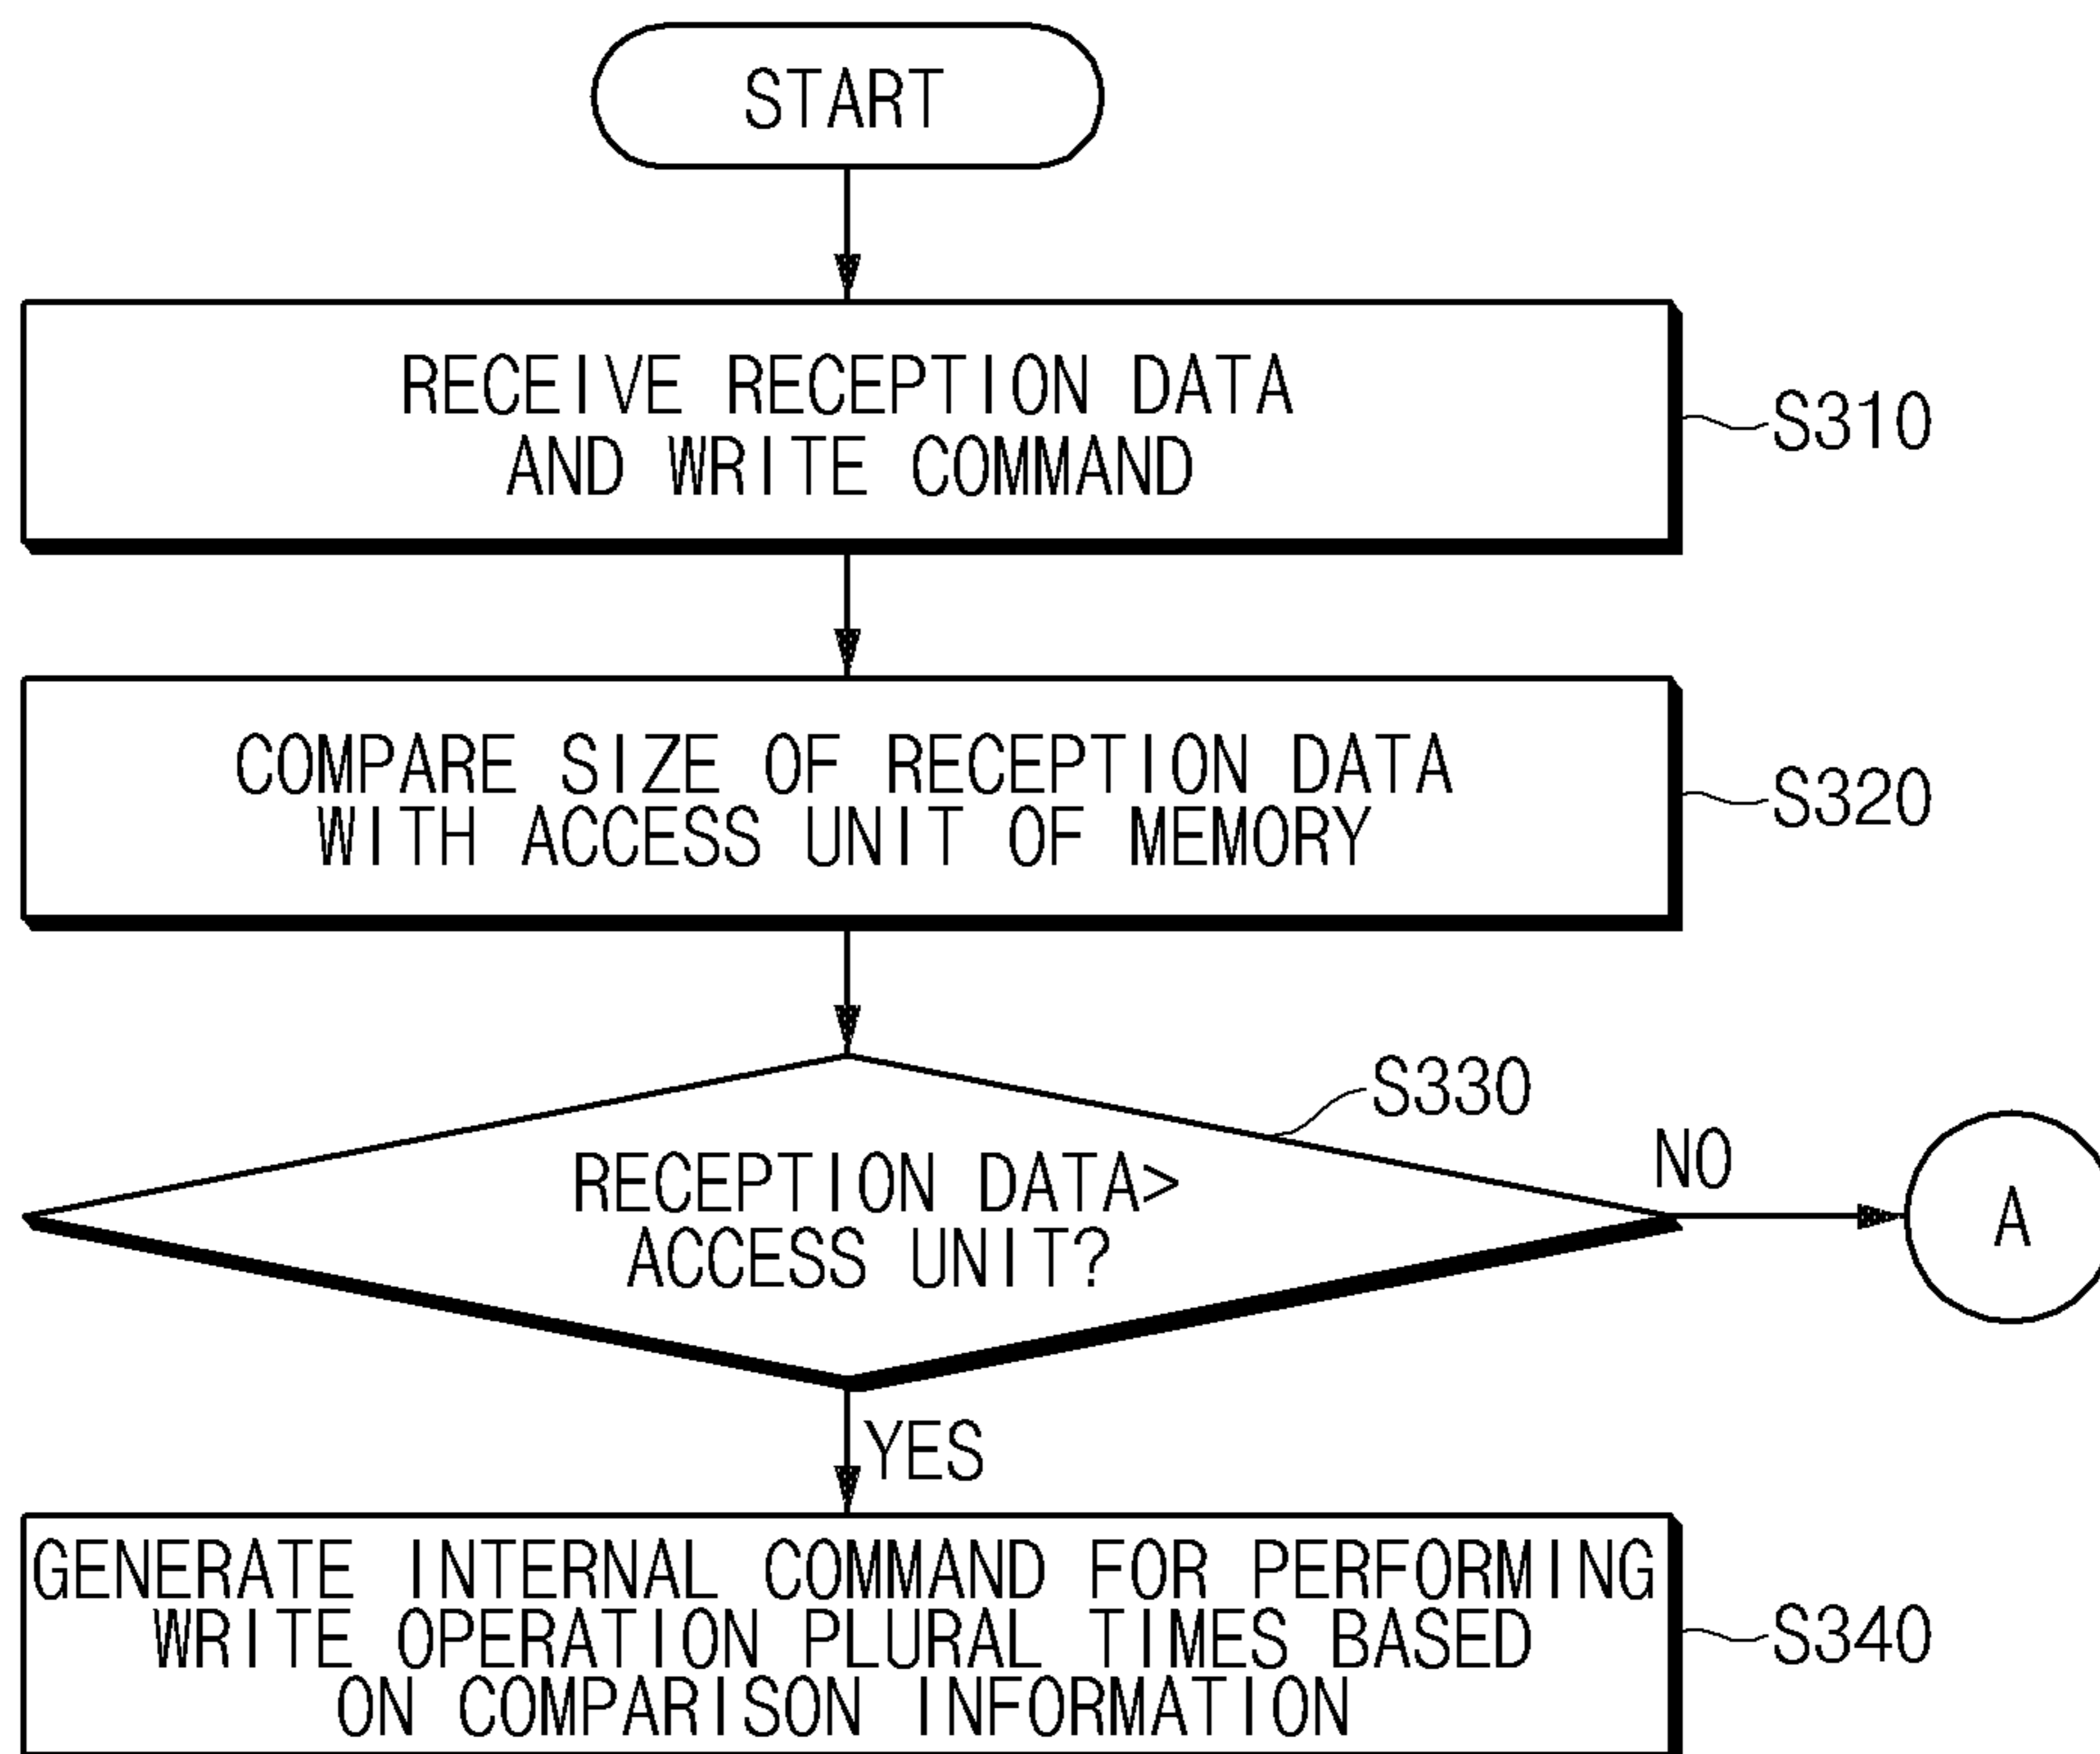 START
RECEIVE RECEPTION DATA
AND WRITE COMMAND
S310
COMPARE SIZE OF RECEPTION DATA
WITH ACCESS UNIT OF MEMORY
S320
S330
RECEPTION DATA>
ACCESS UNIT?
NO
A
YES
GENERATE INTERNAL COMMAND FOR PERFORMING
WRITE OPERATION PLURAL TIMES BASED
ON COMPARISON INFORMATION
S340